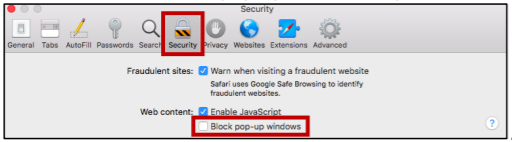 Security
General Tabs AutoFill Passwords Search Security Privacy Websites Extensions Advanced
Fraudulent sites: Warn when visiting a fraudulent website
Safari uses Google Safe Browsing to identify
fraudulent websites.
Web content: Enable JavaScript
Block pop-up windows
?